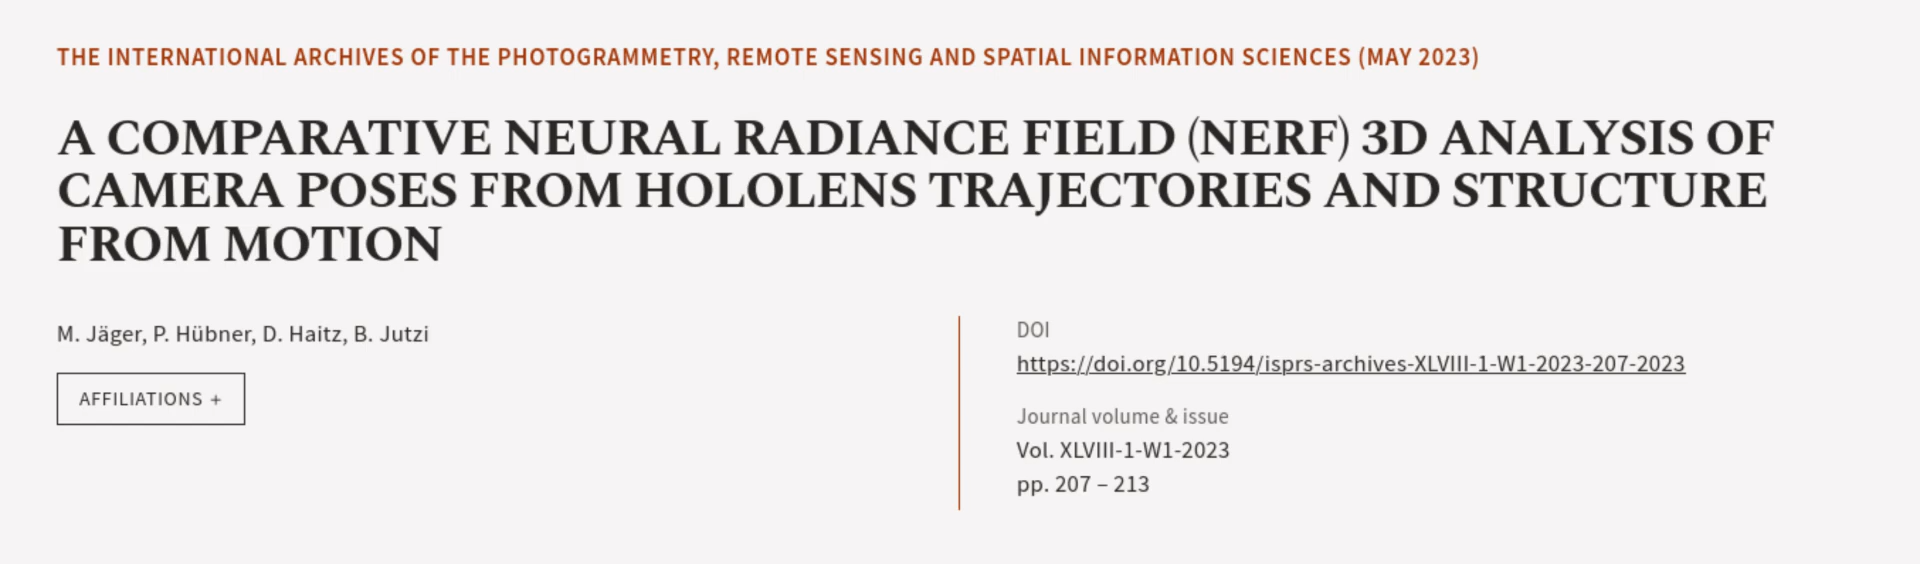 THE INTERNATIONAL ARCHIVES OF THE PHOTOGRAMMETRY, REMOTE SENSING AND SPATIAL INFORMATION SCIENCES (MAY 2023)
A COMPARATIVE NEURAL RADIANCE FIELD (NERF) 3D ANALYSIS OF
CAMERA POSES FROM HOLOLENS TRAJECTORIES AND STRUCTURE
FROM MOTION
M. Jäger, P. Hübner, D. Haitz, B. Jutzi
AFFILIATIONS +
DOI
https://doi.org/10.5194/isprs-archives-XLVIII-1-W1-2023-207-2023
Journal volume & issue
Vol. XLVIII-1-W1-2023
pp. 207 – 213